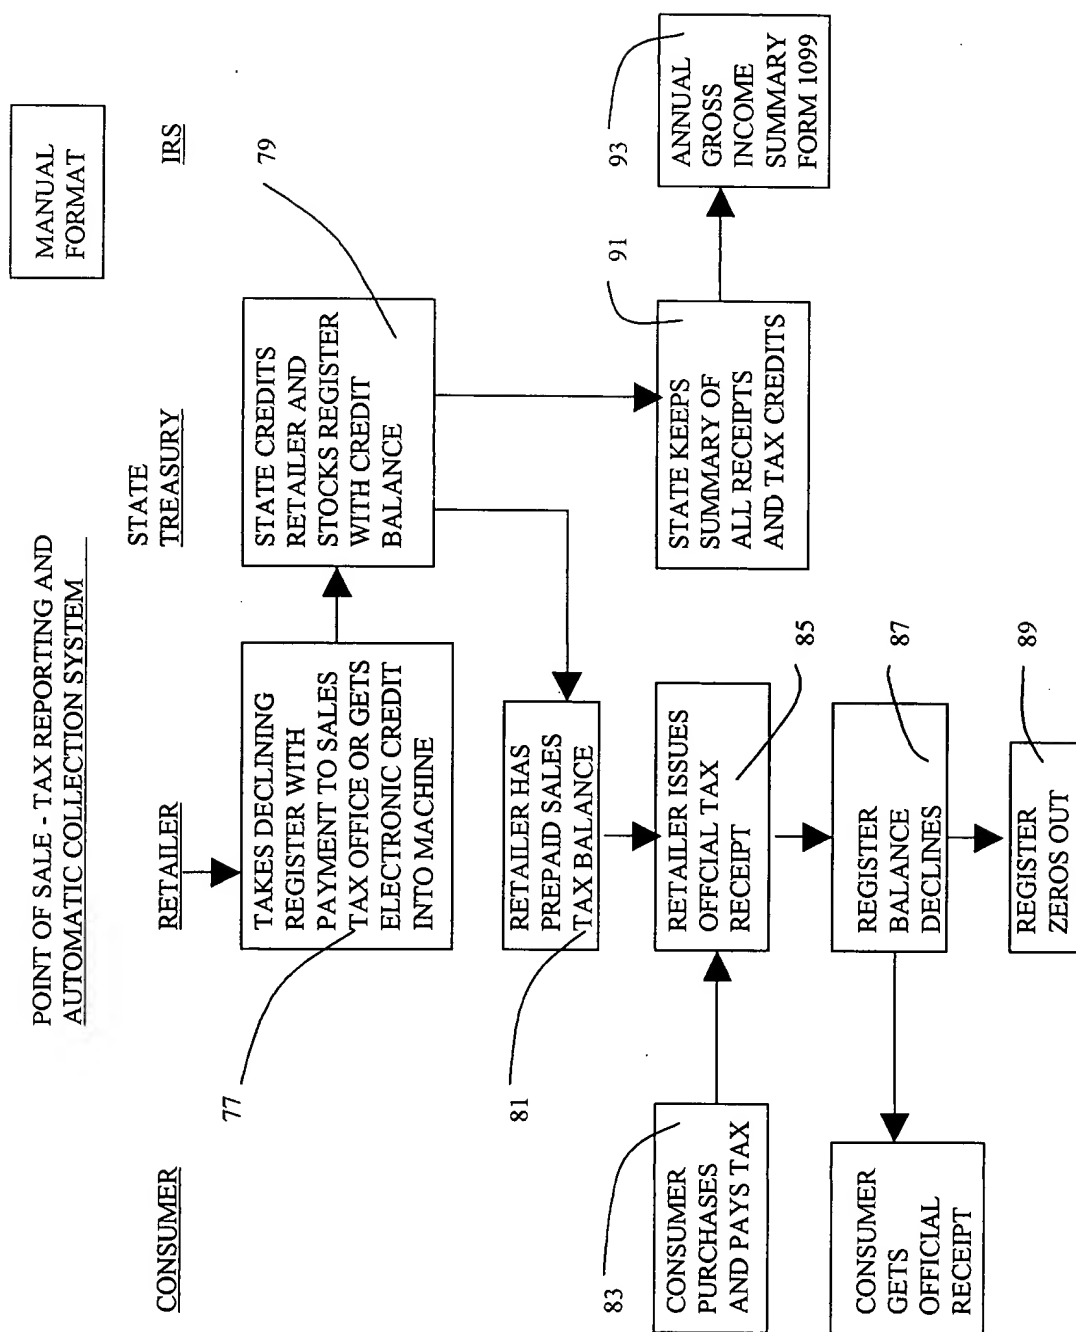 POINT OF SALE - TAX REPORTING AND
AUTOMATIC COLLECTION SYSTEM
MANUAL
FORMAT
CONSUMER
RETAILER
STATE
TREASURY
IRS
77
TAKES DECLINING
REGISTER WITH
PAYMENT TO SALES
TAX OFFICE OR GETS
ELECTRONIC CREDIT
INTO MACHINE
STATE CREDITS
RETAILER AND
STOCKS REGISTER
WITH CREDIT
BALANCE
79
81
RETAILER HAS
PREPAID SALES
TAX BALANCE
83
CONSUMER
PURCHASES
AND PAYS TAX
RETAILER ISSUES
OFFCIAL TAX
RECEIPT
85
STATE KEEPS
SUMMARY OF
ALL RECEIPTS
AND TAX CREDITS
91
ANNUAL
GROSS
INCOME
SUMMARY
FORM 1099
93
CONSUMER
GETS
OFFICIAL
RECEIPT
REGISTER
BALANCE
DECLINES
87
REGISTER
ZEROS OUT
89